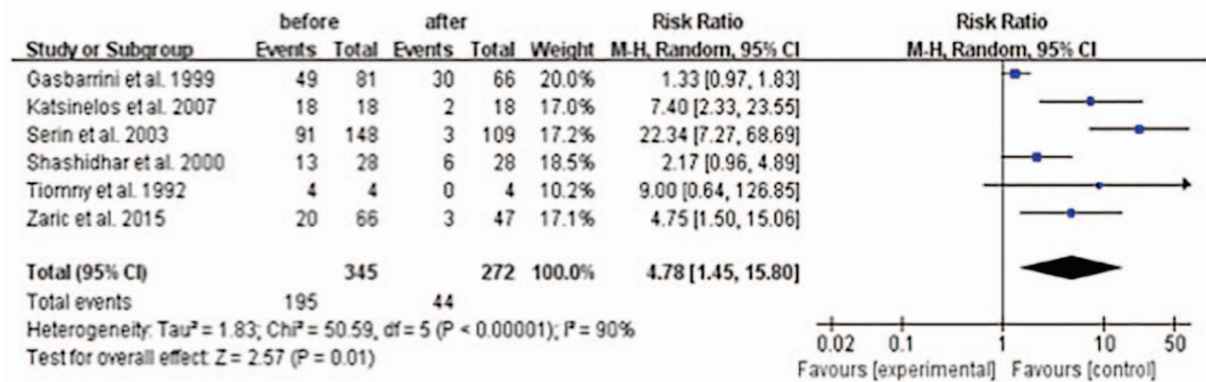 before after Risk Ratio Risk Ratio
Study or Subgroup Events Total Events Total Weight M-H, Random, 95% CI M-H, Random, 95% CI
Gasbarrini et al. 1999 49 81 30 66 20.0% 1.33 [0.97, 1.83]
Katsinelos et al. 2007 18 18 2 18 17.0% 7.40 [2.33, 23.55]
Serin et al. 2003 91 148 3 109 17.2% 22.34 [7.27, 68.69]
Shashidhar et al. 2000 13 28 6 28 18.5% 2.17 [0.96, 4.89]
Tiomny et al. 1992 4 4 0 4 10.2% 9.00 [0.64, 126.85]
Zaric et al. 2015 20 66 3 47 17.1% 4.75 [1.50, 15.06]
Total (95% CI) 345 272 100.0% 4.78 [1.45, 15.80]
Total events 195 44
Heterogeneity: Tau² = 1.83; Chi² = 50.59, df = 5 (P < 0.00001); I² = 90%
Test for overall effect: Z = 2.57 (P = 0.01)
0.02 0.1 1 10 50
Favours [experimental] Favours [control]